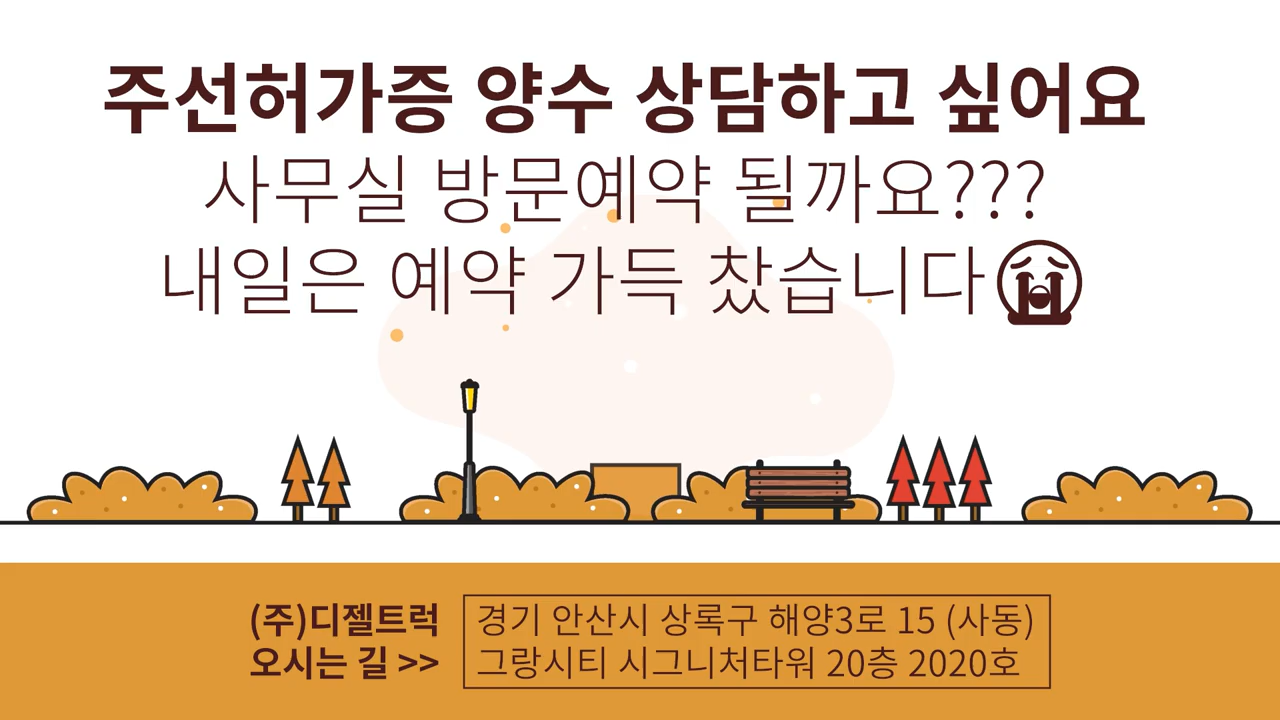 주선허가증 양수 상담하고 싶어요
사무실 방문예약 될까요???
내일은 예약 가득 찼습니다😭
(주)디젤트럭
오시는 길 >>
경기 안산시 상록구 해양3로 15 (사동)
그랑시티 시그니처타워 20층 2020호